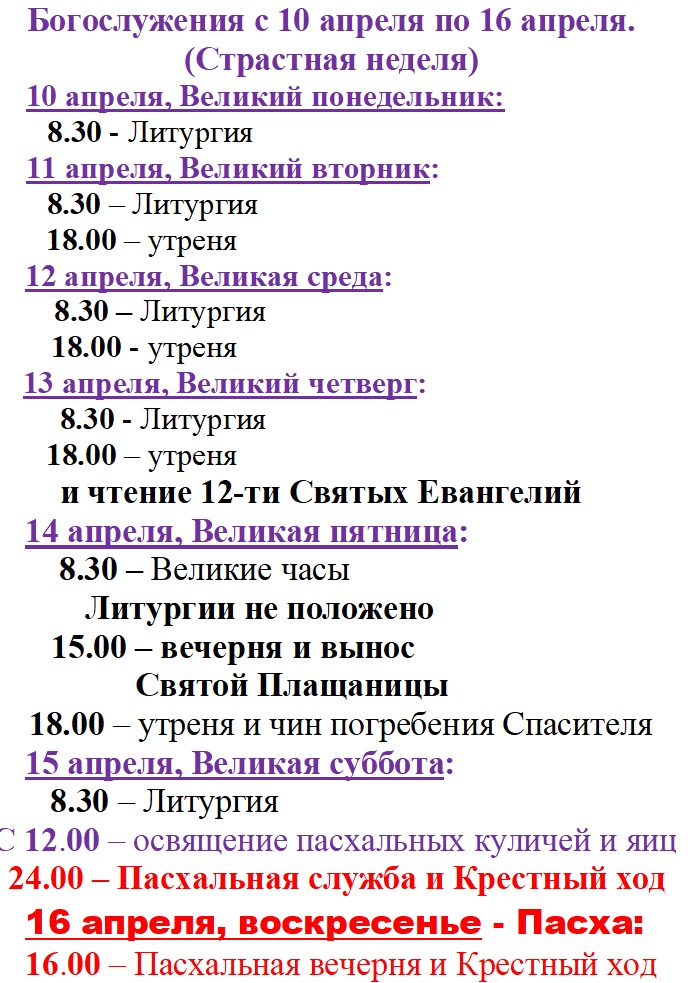 Богослужения с 10 апреля по 16 апреля.
(Страстная неделя)
10 апреля, Великий понедельник:
8.30 - Литургия
11 апреля, Великий вторник:
8.30 – Литургия
18.00 – утреня
12 апреля, Великая среда:
8.30 – Литургия
18.00 - утреня
13 апреля, Великий четверг:
8.30 - Литургия
18.00 – утреня
и чтение 12-ти Святых Евангелий
14 апреля, Великая пятница:
8.30 – Великие часы
Литургии не положено
15.00 – вечерня и вынос
Святой Плащаницы
18.00 – утреня и чин погребения Спасителя
15 апреля, Великая суббота:
8.30 – Литургия
С 12.00 – освящение пасхальных куличей и яиц
24.00 – Пасхальная служба и Крестный ход
16 апреля, воскресенье - Пасха:
16.00 – Пасхальная вечерня и Крестный ход